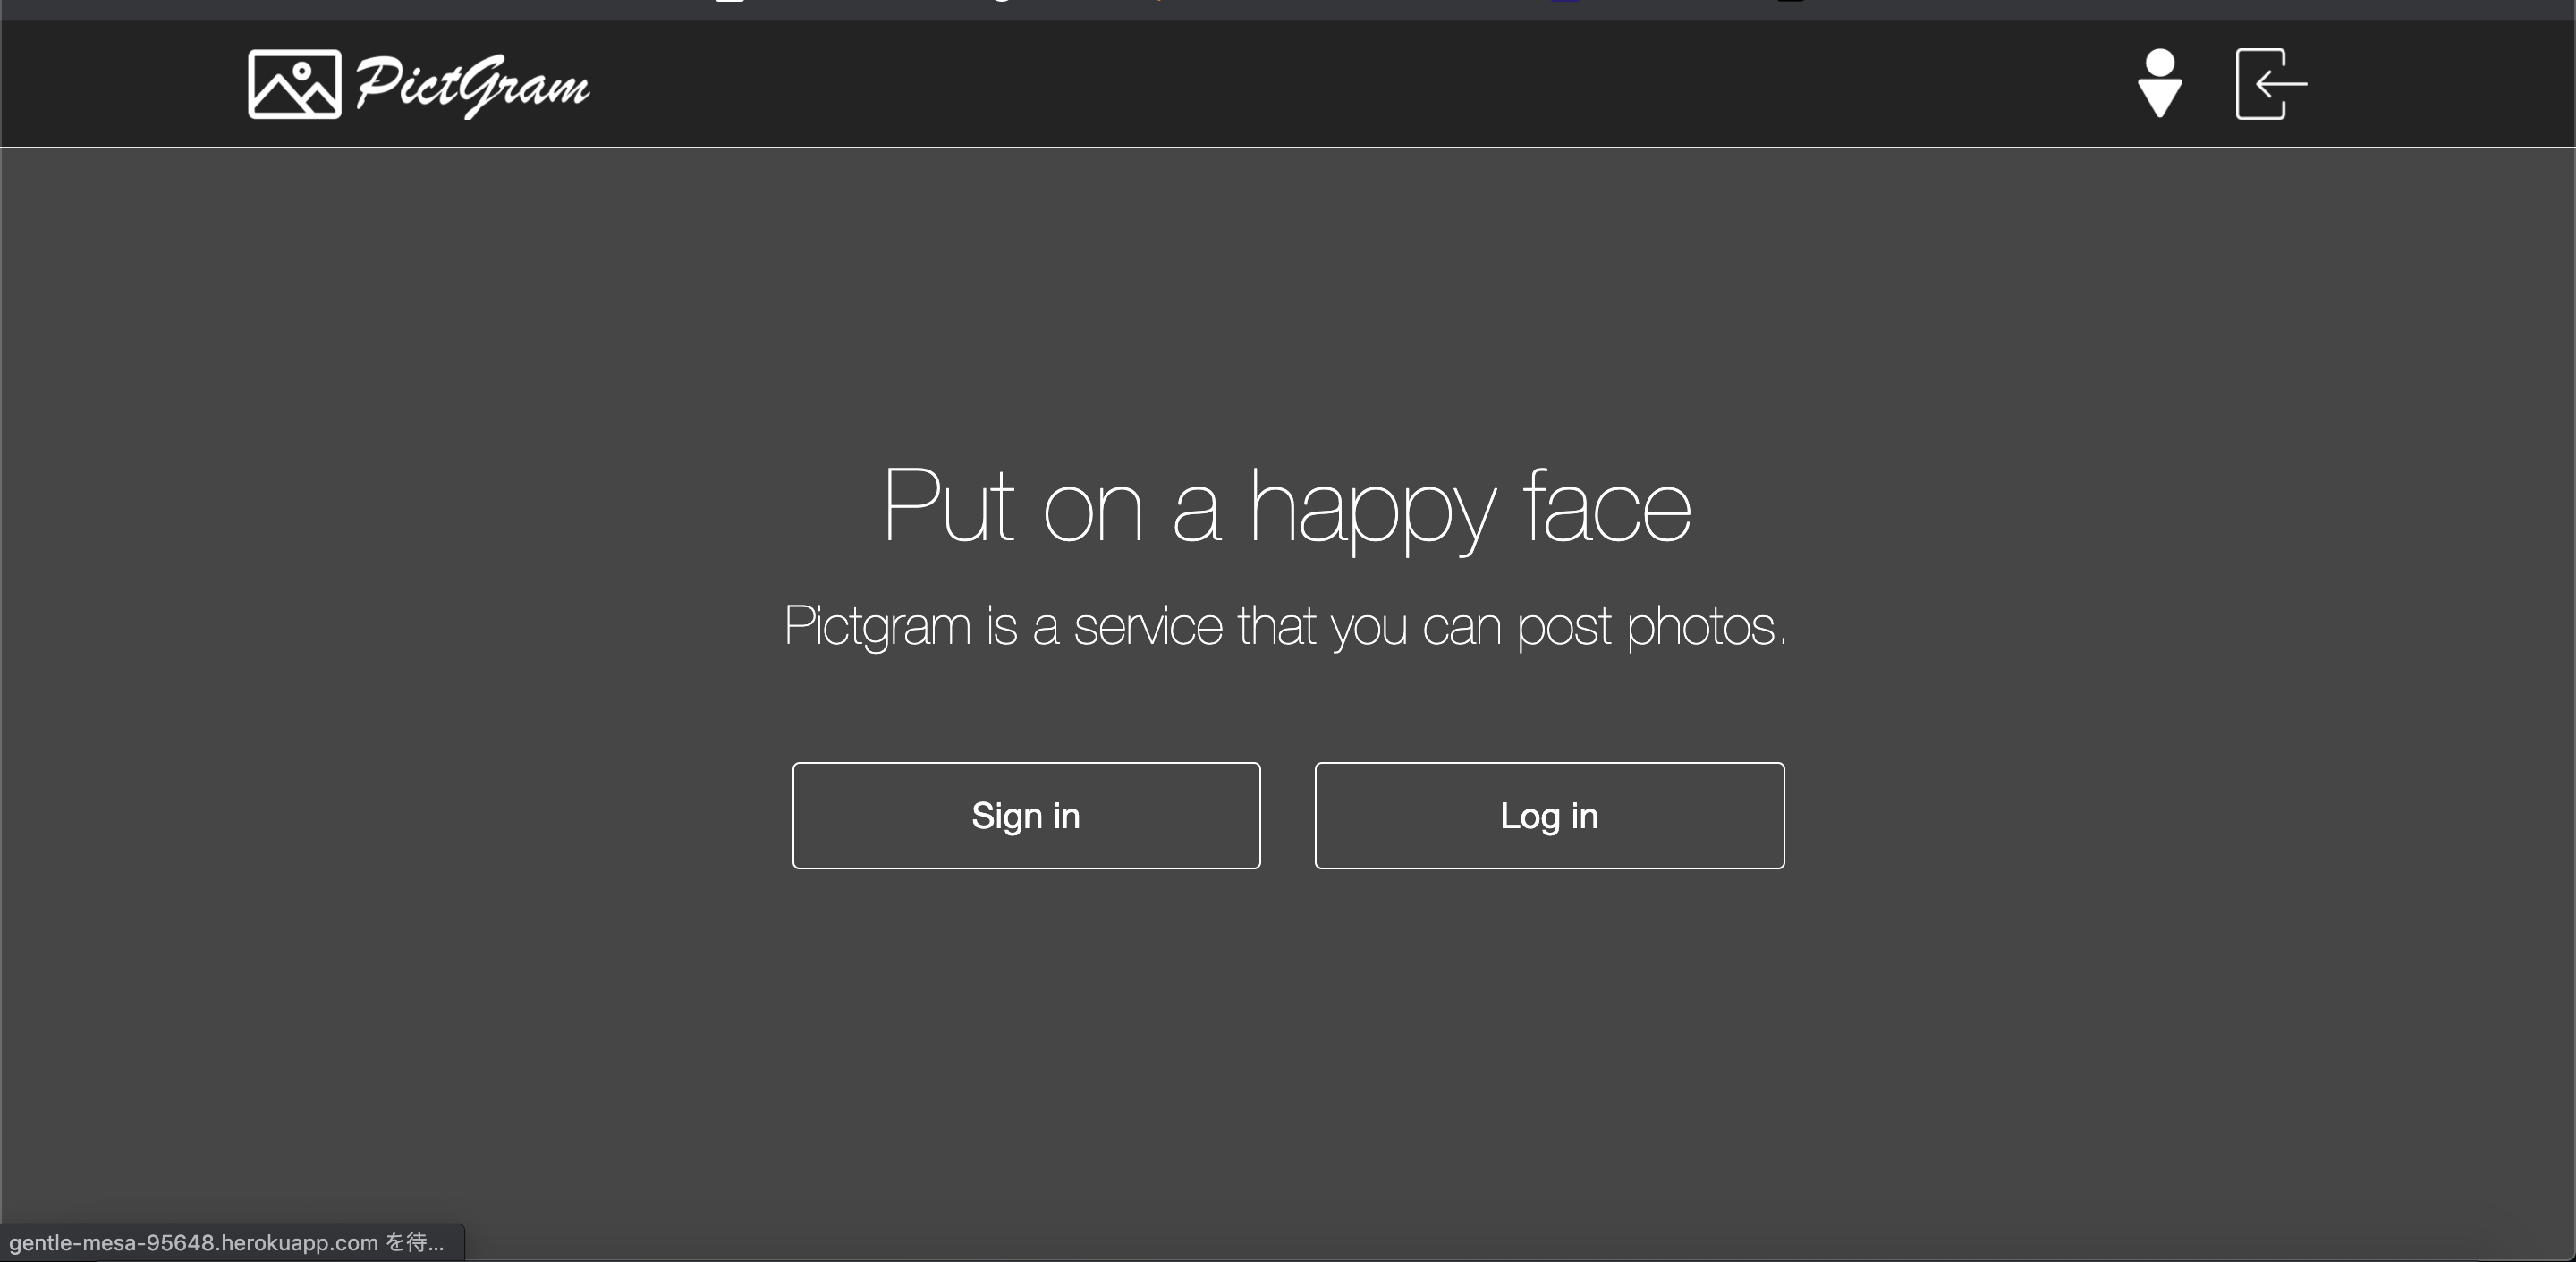 PictGram
Put on a happy face
Pictgram is a service that you can post photos.
Sign in
Log in
gentle-mesa-95648.herokuapp.com を待...